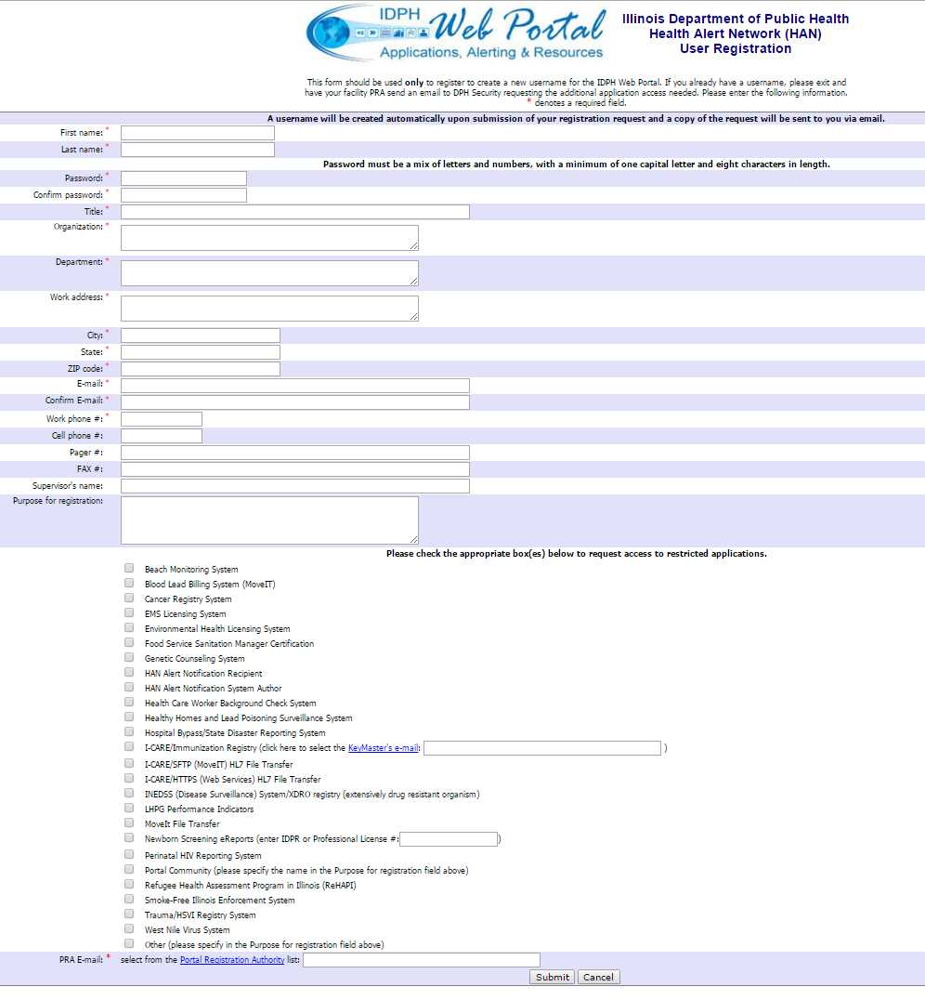 IDPH
Web Portal
Applications, Alerting & Resources
Illinois Department of Public Health
Health Alert Network (HAN)
User Registration
This form should be used only to register to create a new username for the IDPH Web Portal. If you already have a username, please exit and
have your facility PRA send an email to DPH Security requesting the additional application access needed. Please enter the following information.
* denotes a required field.
A username will be created automatically upon submission of your registration request and a copy of the request will be sent to you via email.
First name: *
Last name: *
Password must be a mix of letters and numbers, with a minimum of one capital letter and eight characters in length.
Password: *
Confirm password: *
Title: *
Organization: *
Department: *
Work address: *
City: *
State: *
ZIP code: *
E-mail: *
Confirm E-mail: *
Work phone #: *
Cell phone #:
Pager #:
FAX #:
Supervisor's name:
Purpose for registration:
Please check the appropriate box(es) below to request access to restricted applications.
Beach Monitoring System
Blood Lead Billing System (MoveIT)
Cancer Registry System
EMS Licensing System
Environmental Health Licensing System
Food Service Sanitation Manager Certification
Genetic Counseling System
HAN Alert Notification Recipient
HAN Alert Notification System Author
Health Care Worker Background Check System
Healthy Homes and Lead Poisoning Surveillance System
Hospital Bypass/State Disaster Reporting System
I-CARE/Immunization Registry (click here to select the KeyMaster's e-mail: )
I-CARE/SFTP (MoveIT) HL7 File Transfer
I-CARE/HTTPS (Web Services) HL7 File Transfer
INEDSS (Disease Surveillance) System/XDRO registry (extensively drug resistant organism)
LHPG Performance Indicators
MoveIt File Transfer
Newborn Screening eReports (enter IDPR or Professional License #: )
Perinatal HIV Reporting System
Portal Community (please specify the name in the Purpose for registration field above)
Refugee Health Assessment Program in Illinois (ReHAPI)
Smoke-Free Illinois Enforcement System
Trauma/HSVI Registry System
West Nile Virus System
Other (please specify in the Purpose for registration field above)
PRA E-mail: * select from the Portal Registration Authority list:
Submit Cancel